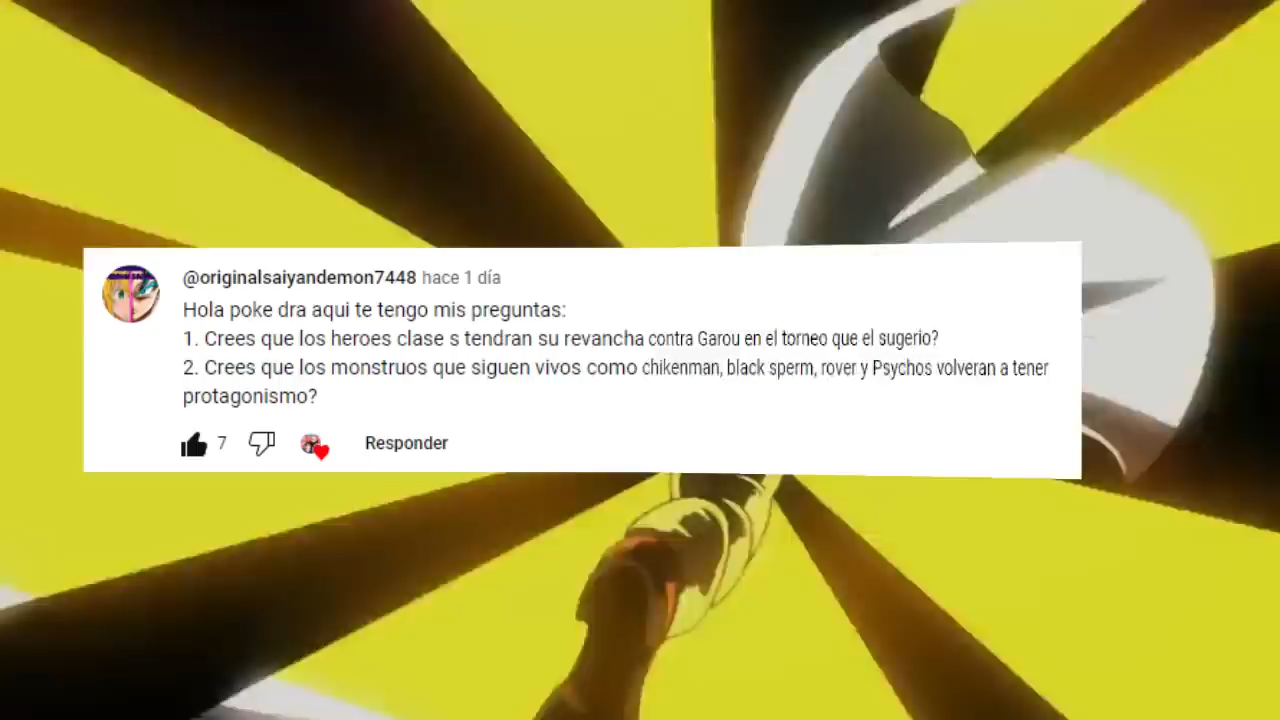 @originalsaiyandemon7448 hace 1 día
Hola poke dra aqui te tengo mis preguntas:
1. Crees que los heroes clase s tendran su revancha contra Garou en el torneo que el sugerio?
2. Crees que los monstruos que siguen vivos como chikenman, black sperm, rover y Psychos volveran a tener
protagonismo?
7 Responder